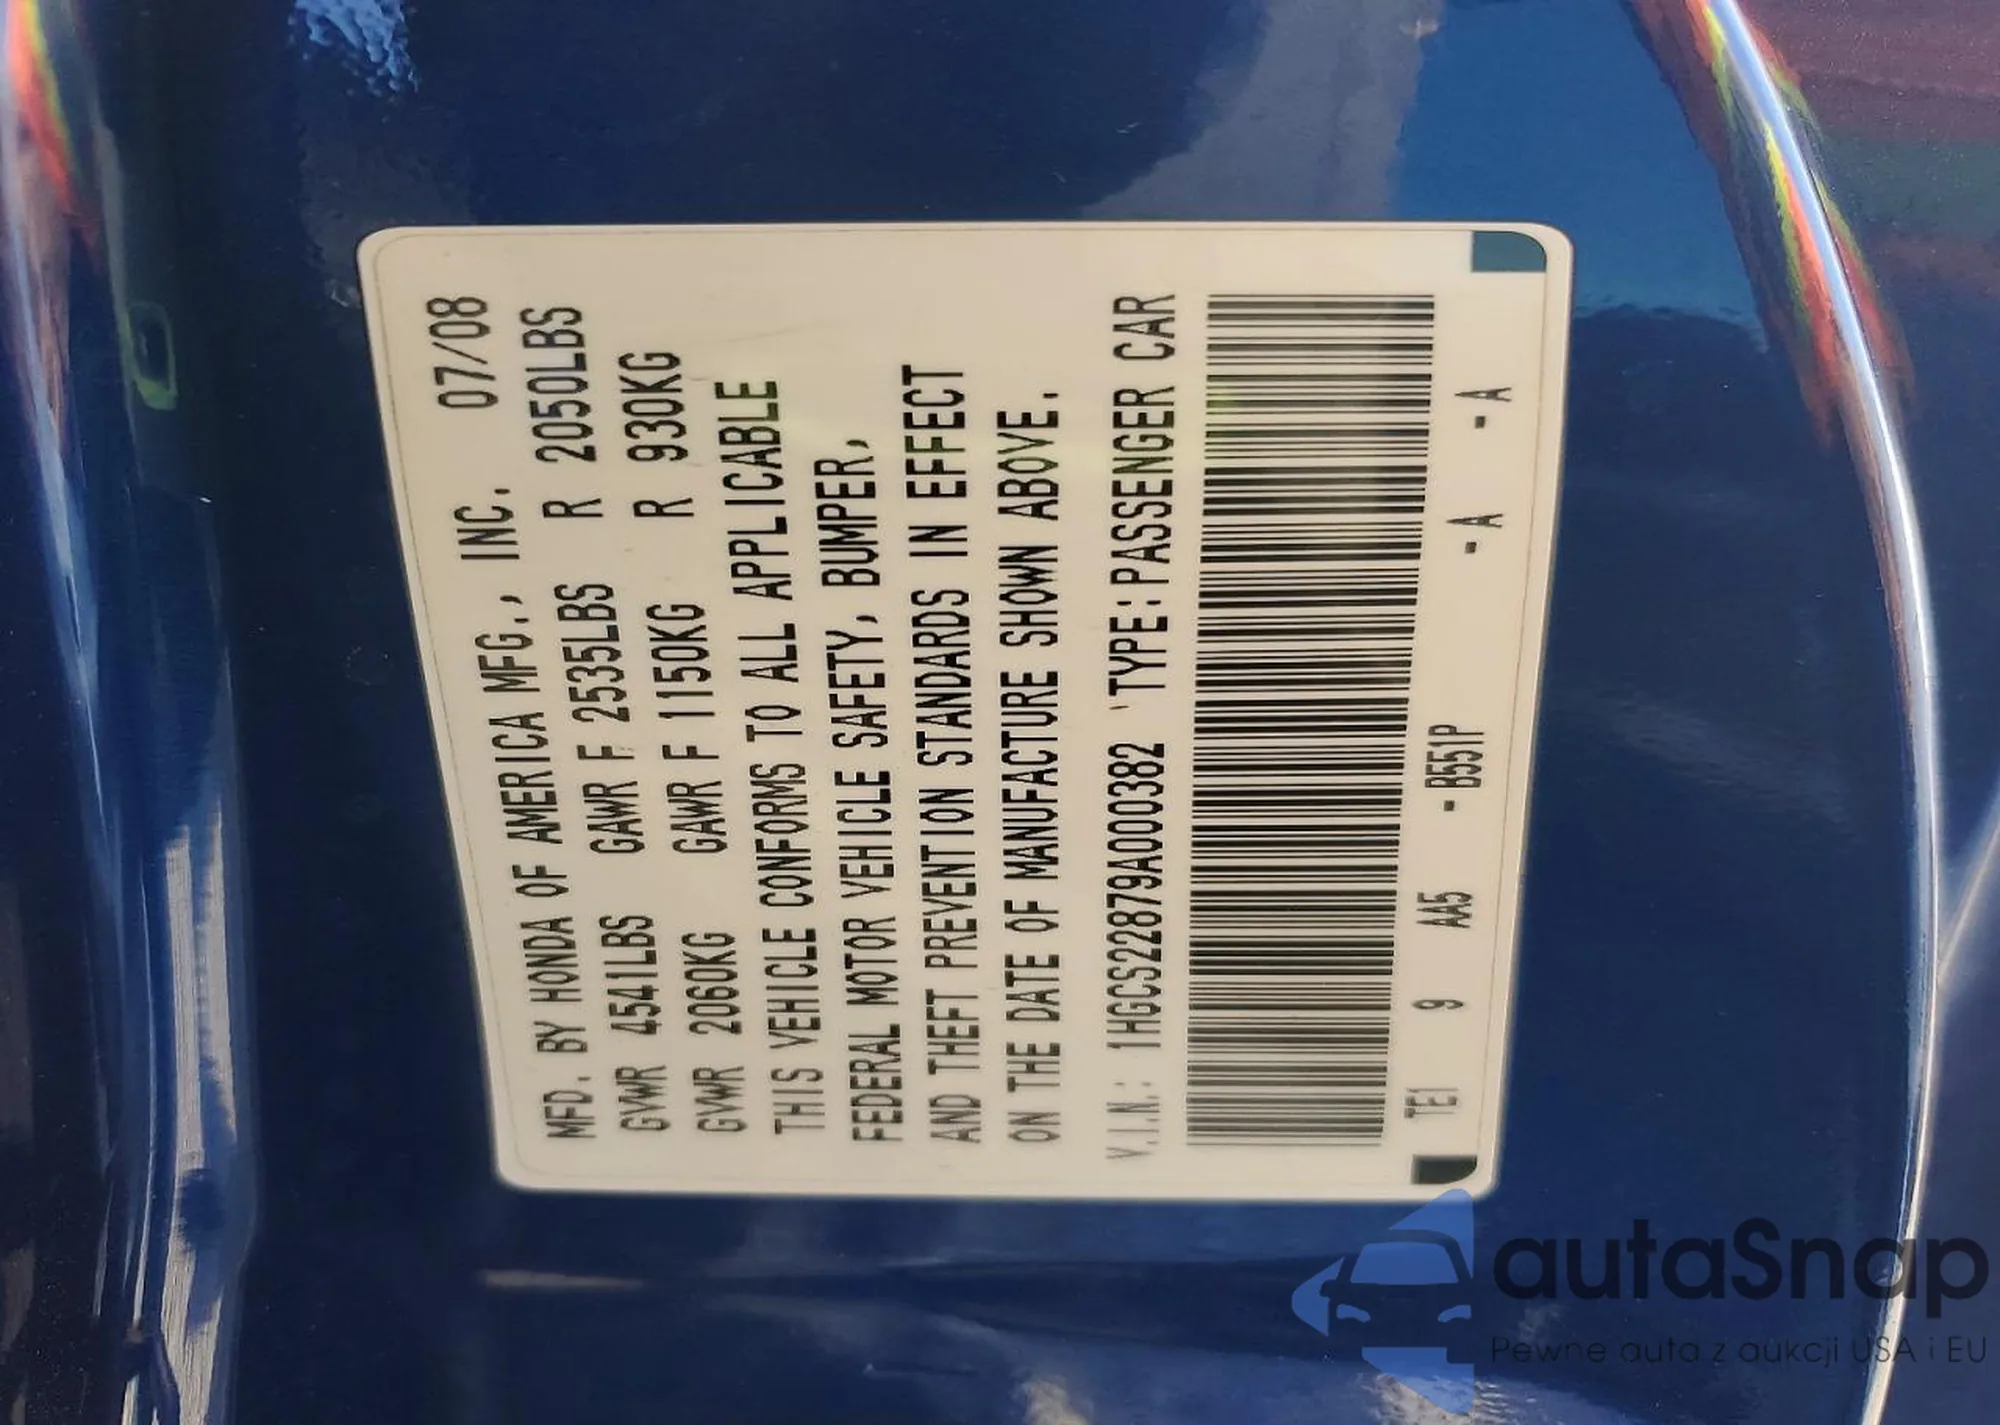 MFD. BY HONDA OF AMERICA MFG., INC. 07/08
GVWR 4541LBS GAWR F 2535LBS R 2050LBS
GVWR 2060KG GAWR F 1150KG R 930KG
THIS VEHICLE CONFORMS TO ALL APPLICABLE
FEDERAL MOTOR VEHICLE SAFETY, BUMPER,
AND THEFT PREVENTION STANDARDS IN EFFECT
ON THE DATE OF MANUFACTURE SHOWN ABOVE.
V.I.N.: 1HGCS22879A000382 TYPE:PASSENGER CAR
TE1 9 AA5 -B551P -A -A
autaSnap
Pewne auta z aukcji USA i EU